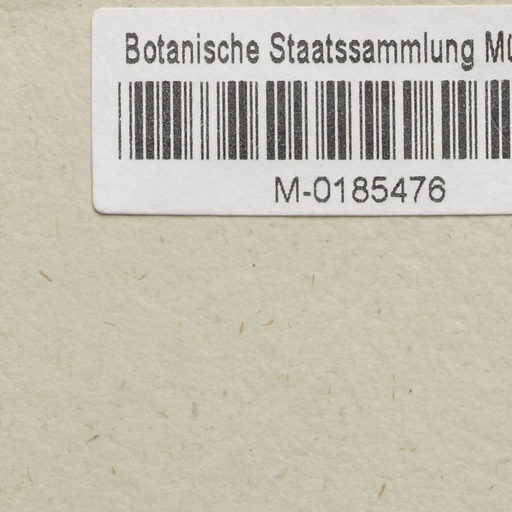 Botanische Staatssammlung Mü
M-0185476